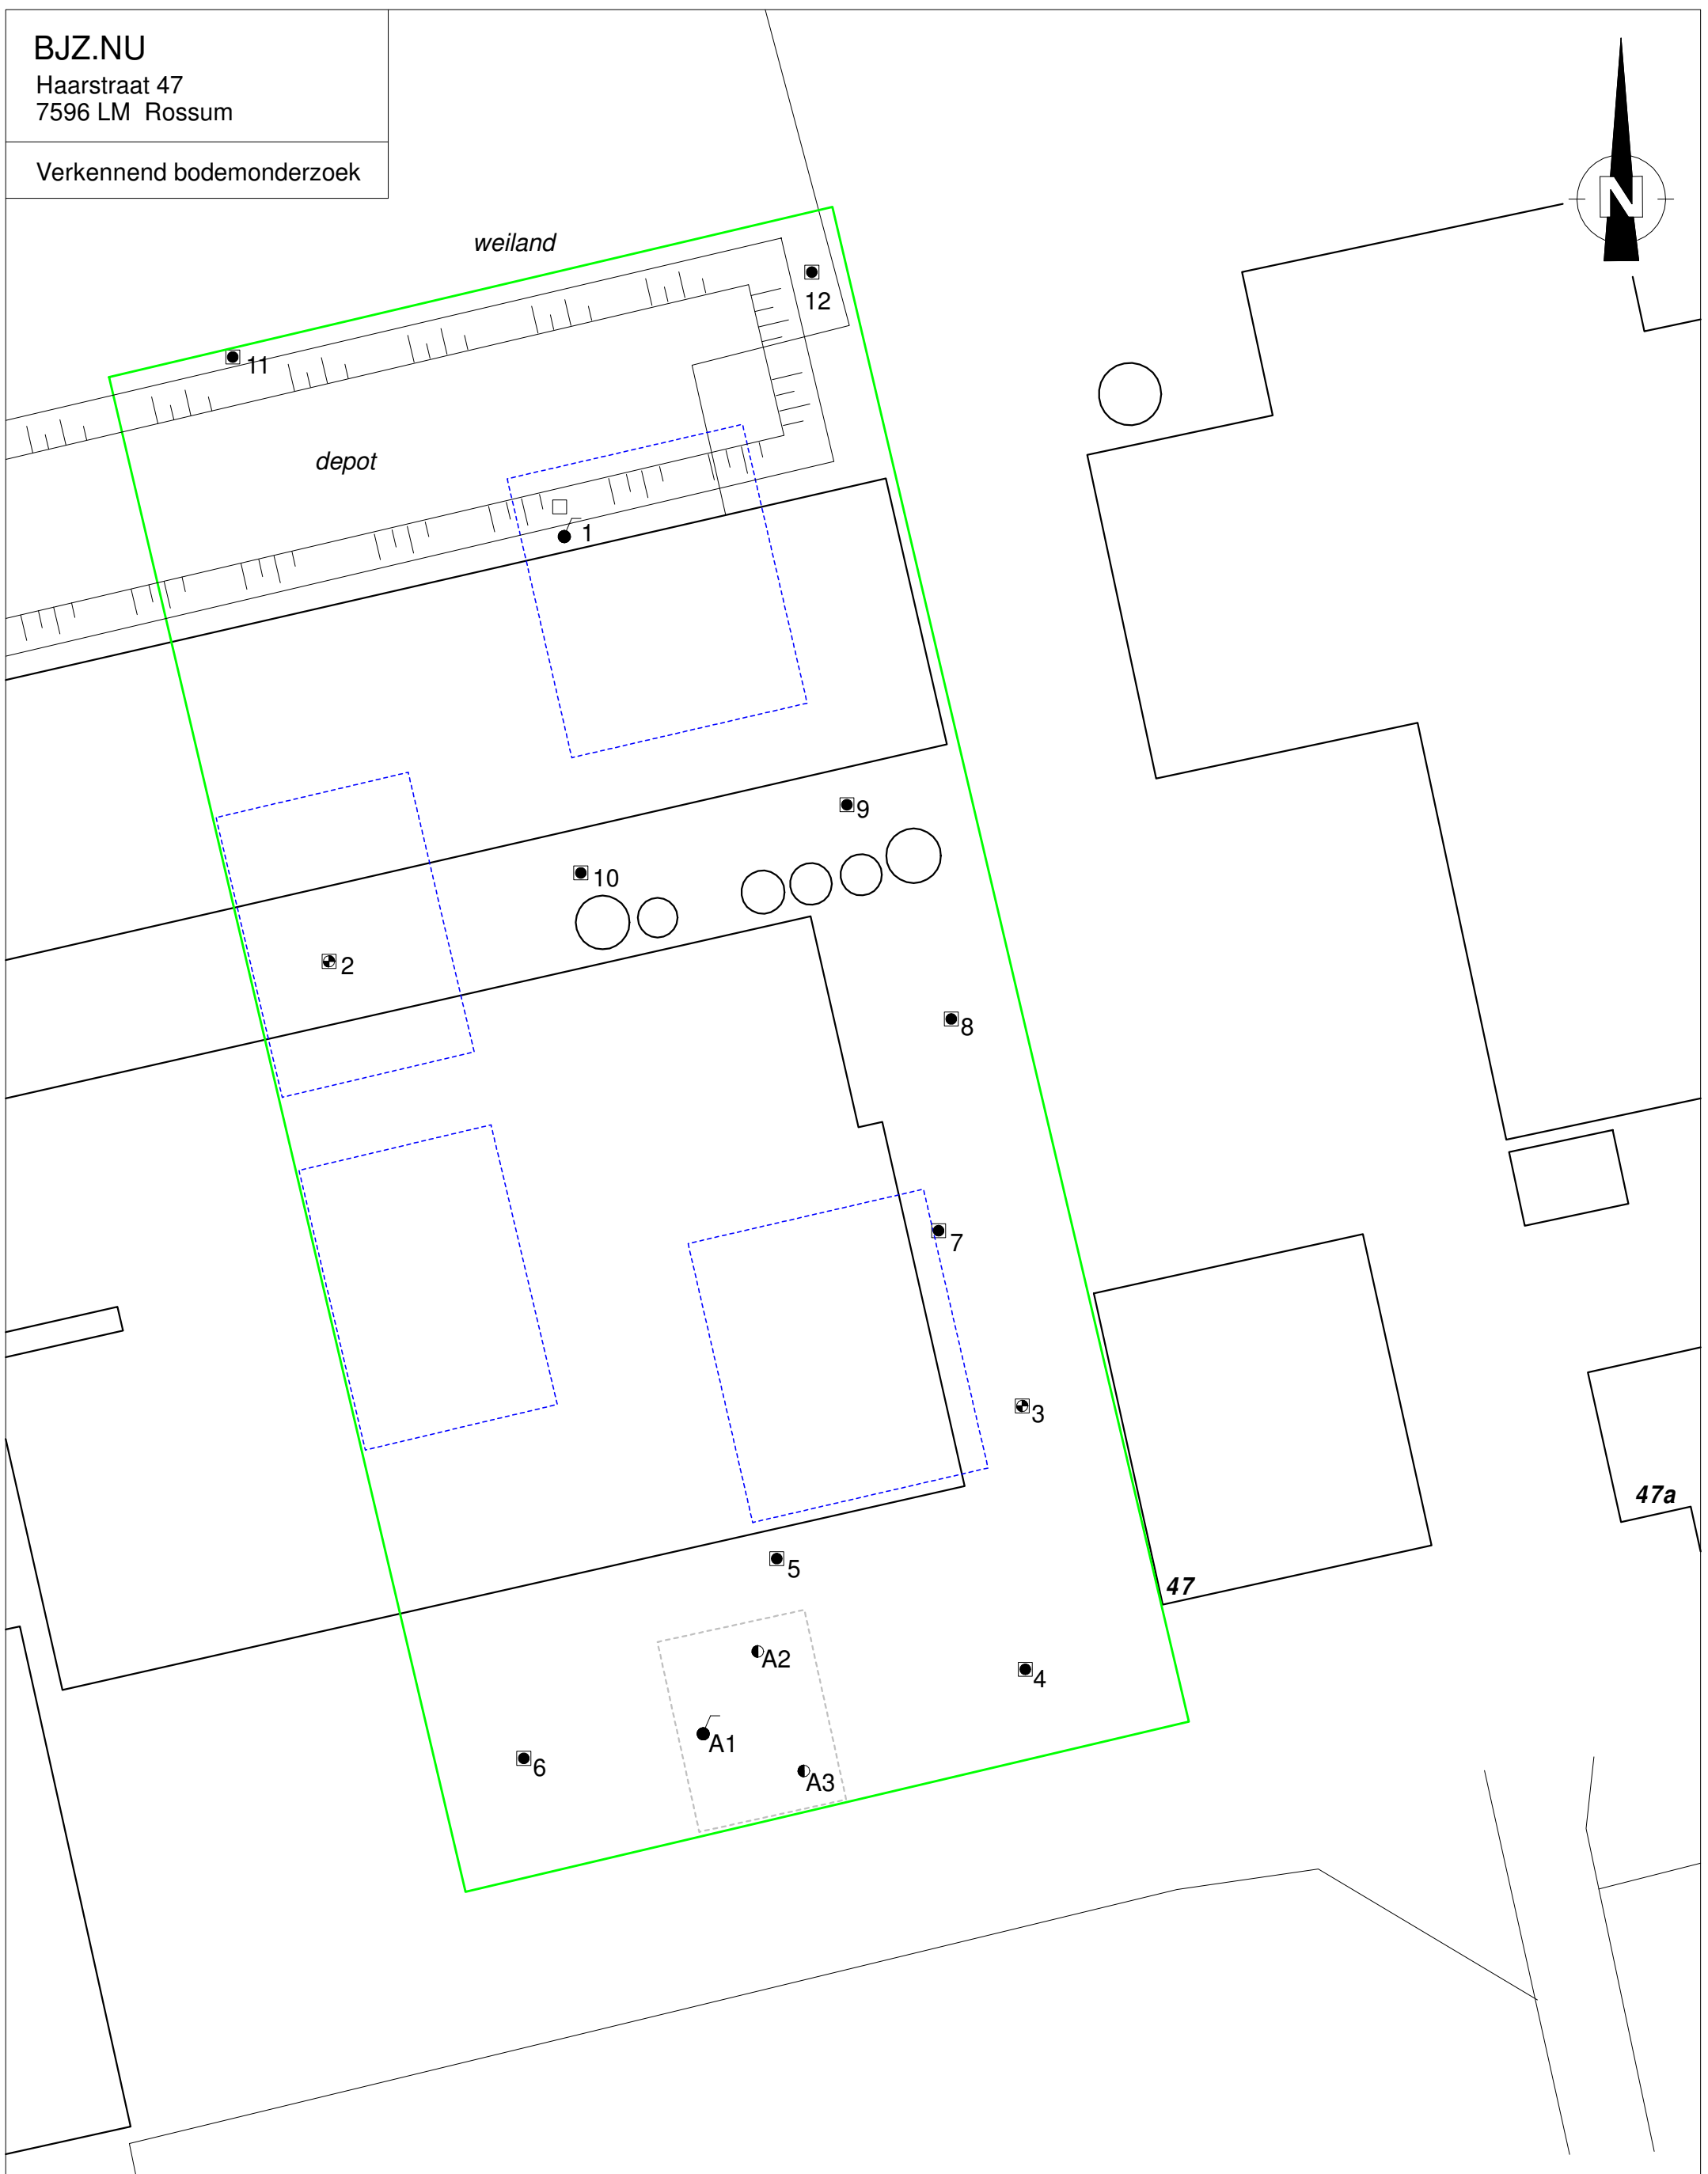 BJZ.NU
Haarstraat 47
7596 LM Rossum
Verkennend bodemonderzoek
N
weiland
12
11
depot
1
9
10
2
8
7
3
47a
5
47
A2
4
A1
6
A3